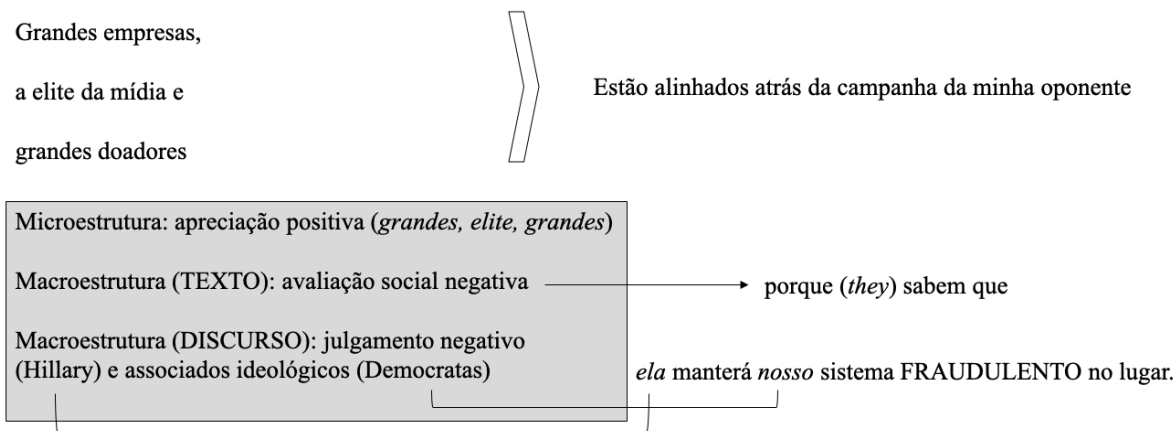 Grandes empresas,
a elite da mídia e
grandes doadores
Estão alinhados atrás da campanha da minha oponente
Microestrutura: apreciação positiva (grandes, elite, grandes)
Macroestrutura (TEXTO): avaliação social negativa
porque (they) sabem que
Macroestrutura (DISCURSO): julgamento negativo
(Hillary) e associados ideológicos (Democratas)
ela manterá nosso sistema FRAUDULENTO no lugar.